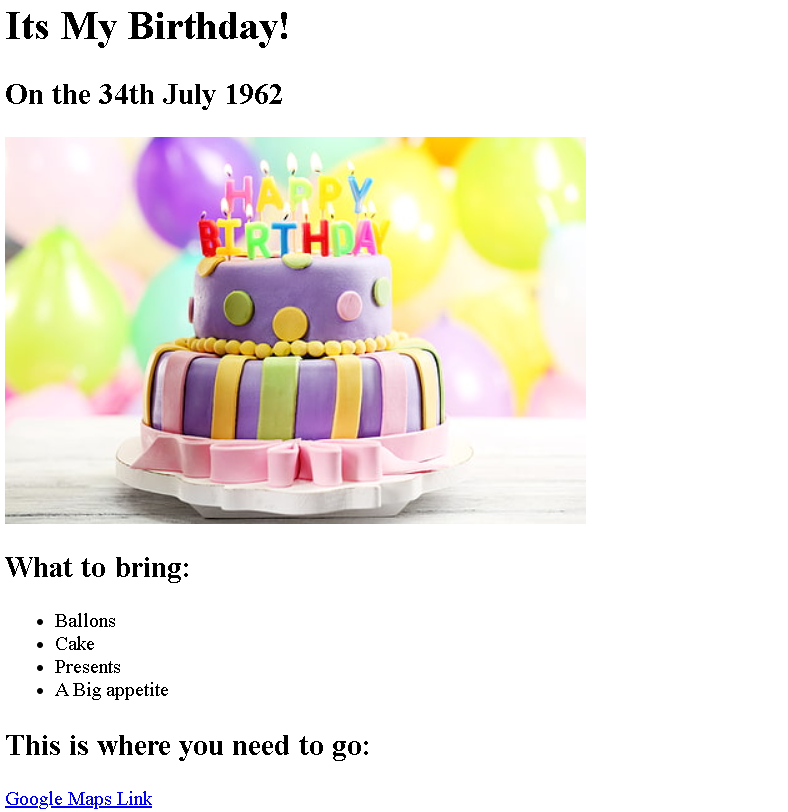 Its My Birthday!
On the 34th July 1962
HAPPY
BIRTHDAY
What to bring:
Ballons
Cake
Presents
A Big appetite
This is where you need to go:
Google Maps Link